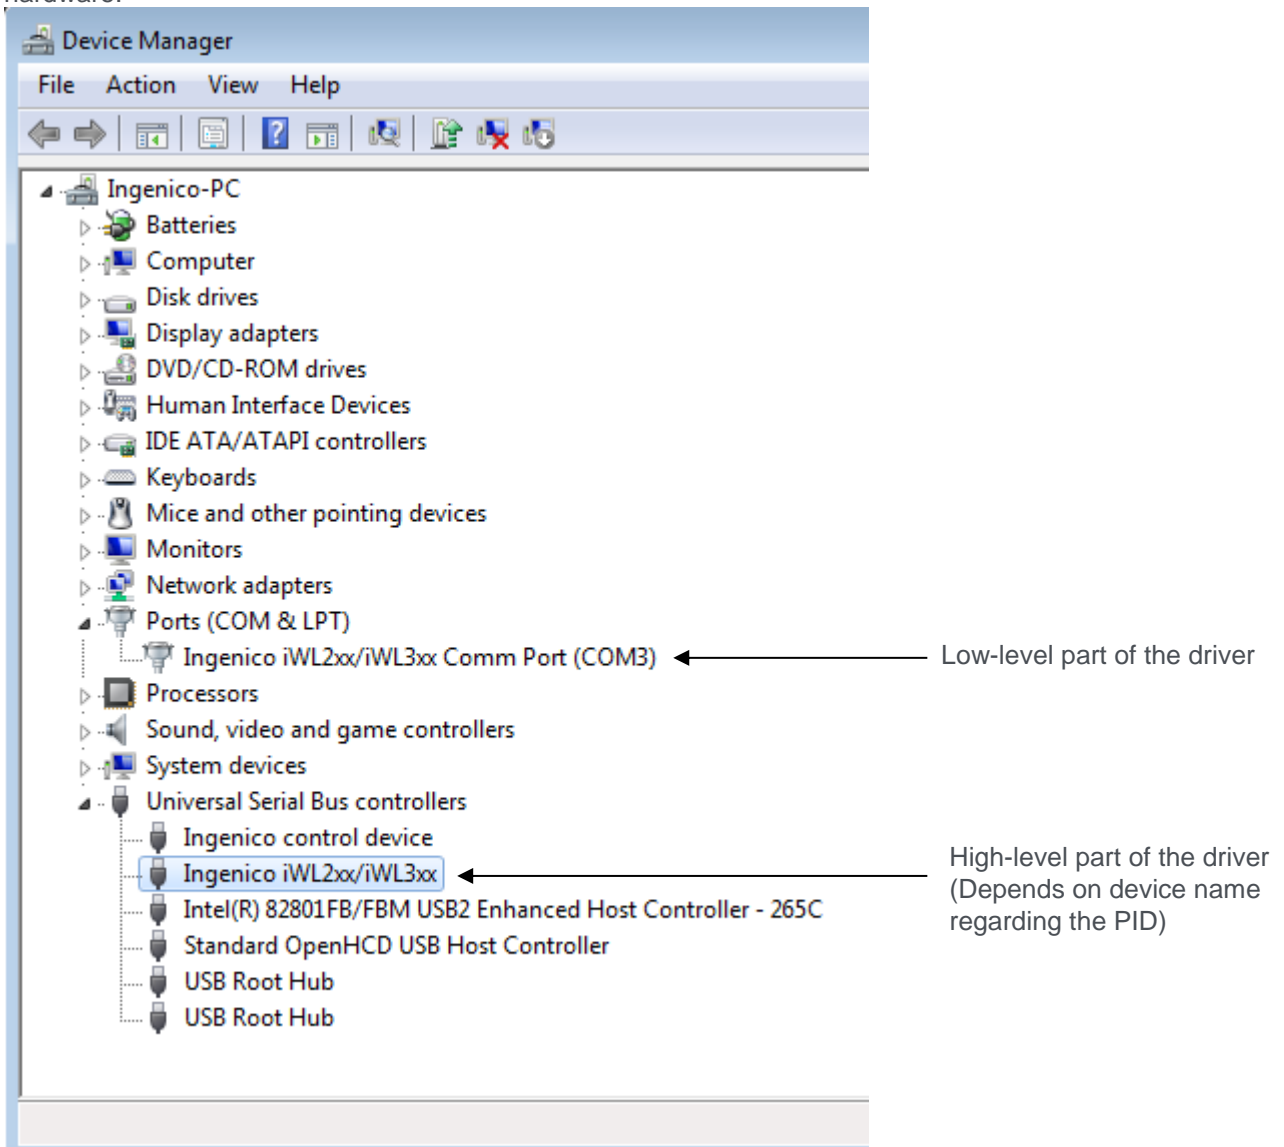 hardware.
Device Manager
File Action View Help
Ingenico-PC
Batteries
Computer
Disk drives
Display adapters
DVD/CD-ROM drives
Human Interface Devices
IDE ATA/ATAPI controllers
Keyboards
Mice and other pointing devices
Monitors
Network adapters
Ports (COM & LPT)
Ingenico iWL2xx/iWL3xx Comm Port (COM3)
Low-level part of the driver
Processors
Sound, video and game controllers
System devices
Universal Serial Bus controllers
Ingenico control device
Ingenico iWL2xx/iWL3xx
High-level part of the driver
(Depends on device name
regarding the PID)
Intel(R) 82801FB/FBM USB2 Enhanced Host Controller - 265C
Standard OpenHCD USB Host Controller
USB Root Hub
USB Root Hub